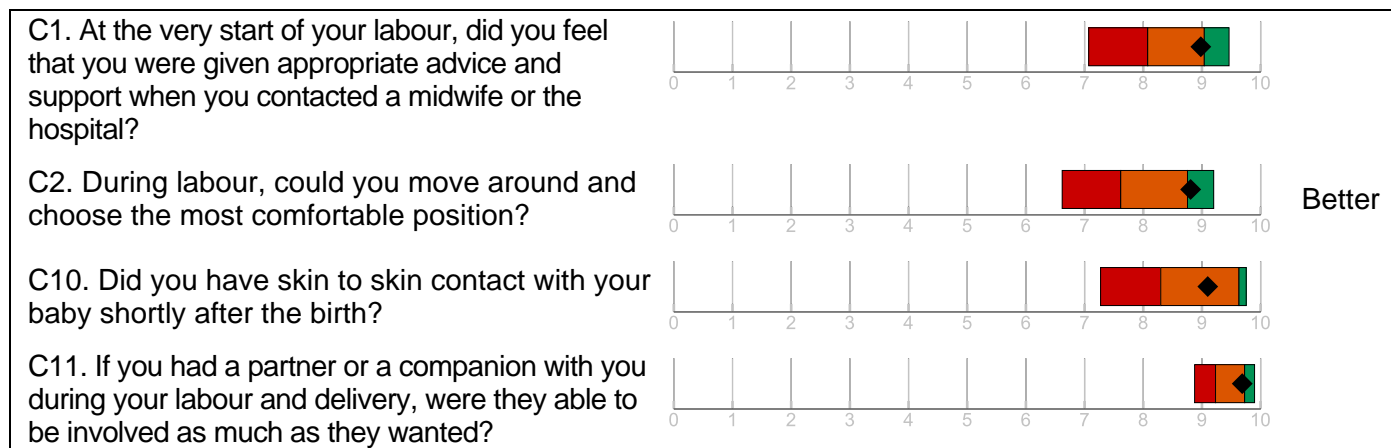 C1. At the very start of your labour, did you feel
that you were given appropriate advice and
support when you contacted a midwife or the
hospital?
0 1 2 3 4 5 6 7 8 9 10
C2. During labour, could you move around and
choose the most comfortable position?
Better
0 1 2 3 4 5 6 7 8 9 10
C10. Did you have skin to skin contact with your
baby shortly after the birth?
0 1 2 3 4 5 6 7 8 9 10
C11. If you had a partner or a companion with you
during your labour and delivery, were they able to
be involved as much as they wanted?
0 1 2 3 4 5 6 7 8 9 10